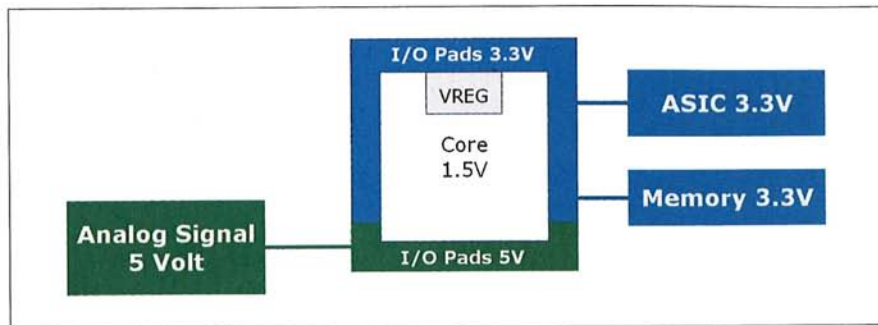 I/O Pads 3.3V
VREG
Core
1.5V
ASIC 3.3V
Memory 3.3V
Analog Signal
5 Volt
I/O Pads 5V